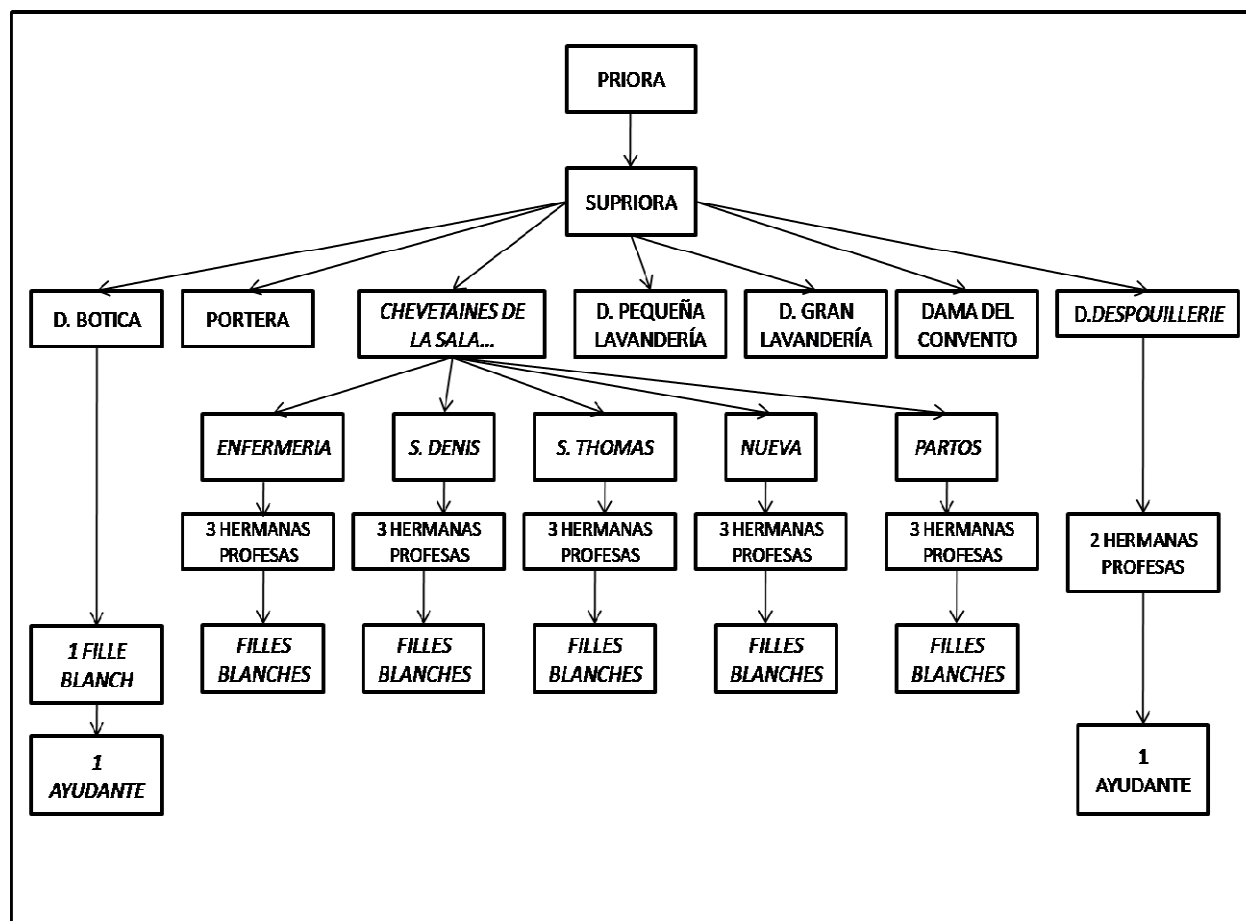 PRIORA
SUPRIORA
D. BOTICA
PORTERA
CHEVETAINES DE
LA SALA...
D. PEQUEÑA
LAVANDERÍA
D. GRAN
LAVANDERÍA
DAMA DEL
CONVENTO
D.DESPOUILLERIE
ENFERMERIA
S. DENIS
S. THOMAS
NUEVA
PARTOS
3 HERMANAS
PROFESAS
3 HERMANAS
PROFESAS
3 HERMANAS
PROFESAS
3 HERMANAS
PROFESAS
3 HERMANAS
PROFESAS
2 HERMANAS
PROFESAS
1 FILLE
BLANCH
FILLES
BLANCHES
FILLES
BLANCHES
FILLES
BLANCHES
FILLES
BLANCHES
FILLES
BLANCHES
1
AYUDANTE
1
AYUDANTE